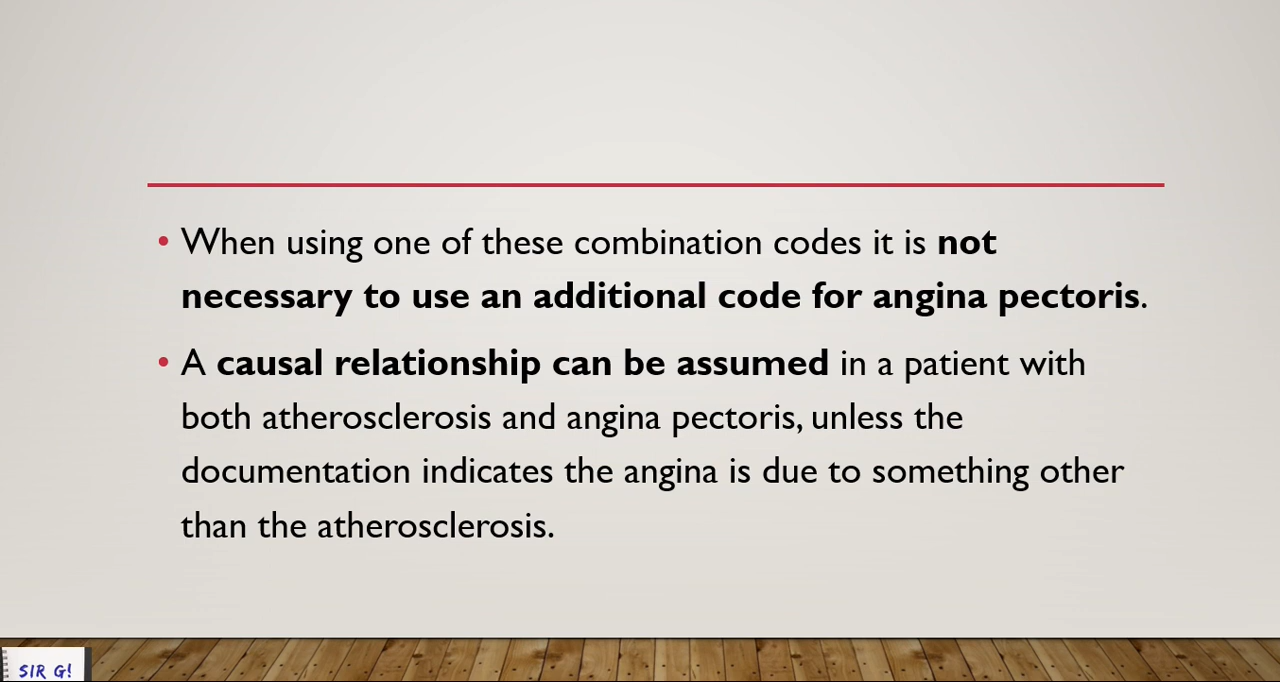 • When using one of these combination codes it is not
necessary to use an additional code for angina pectoris.
• A causal relationship can be assumed in a patient with
both atherosclerosis and angina pectoris, unless the
documentation indicates the angina is due to something other
than the atherosclerosis.
SIR G!